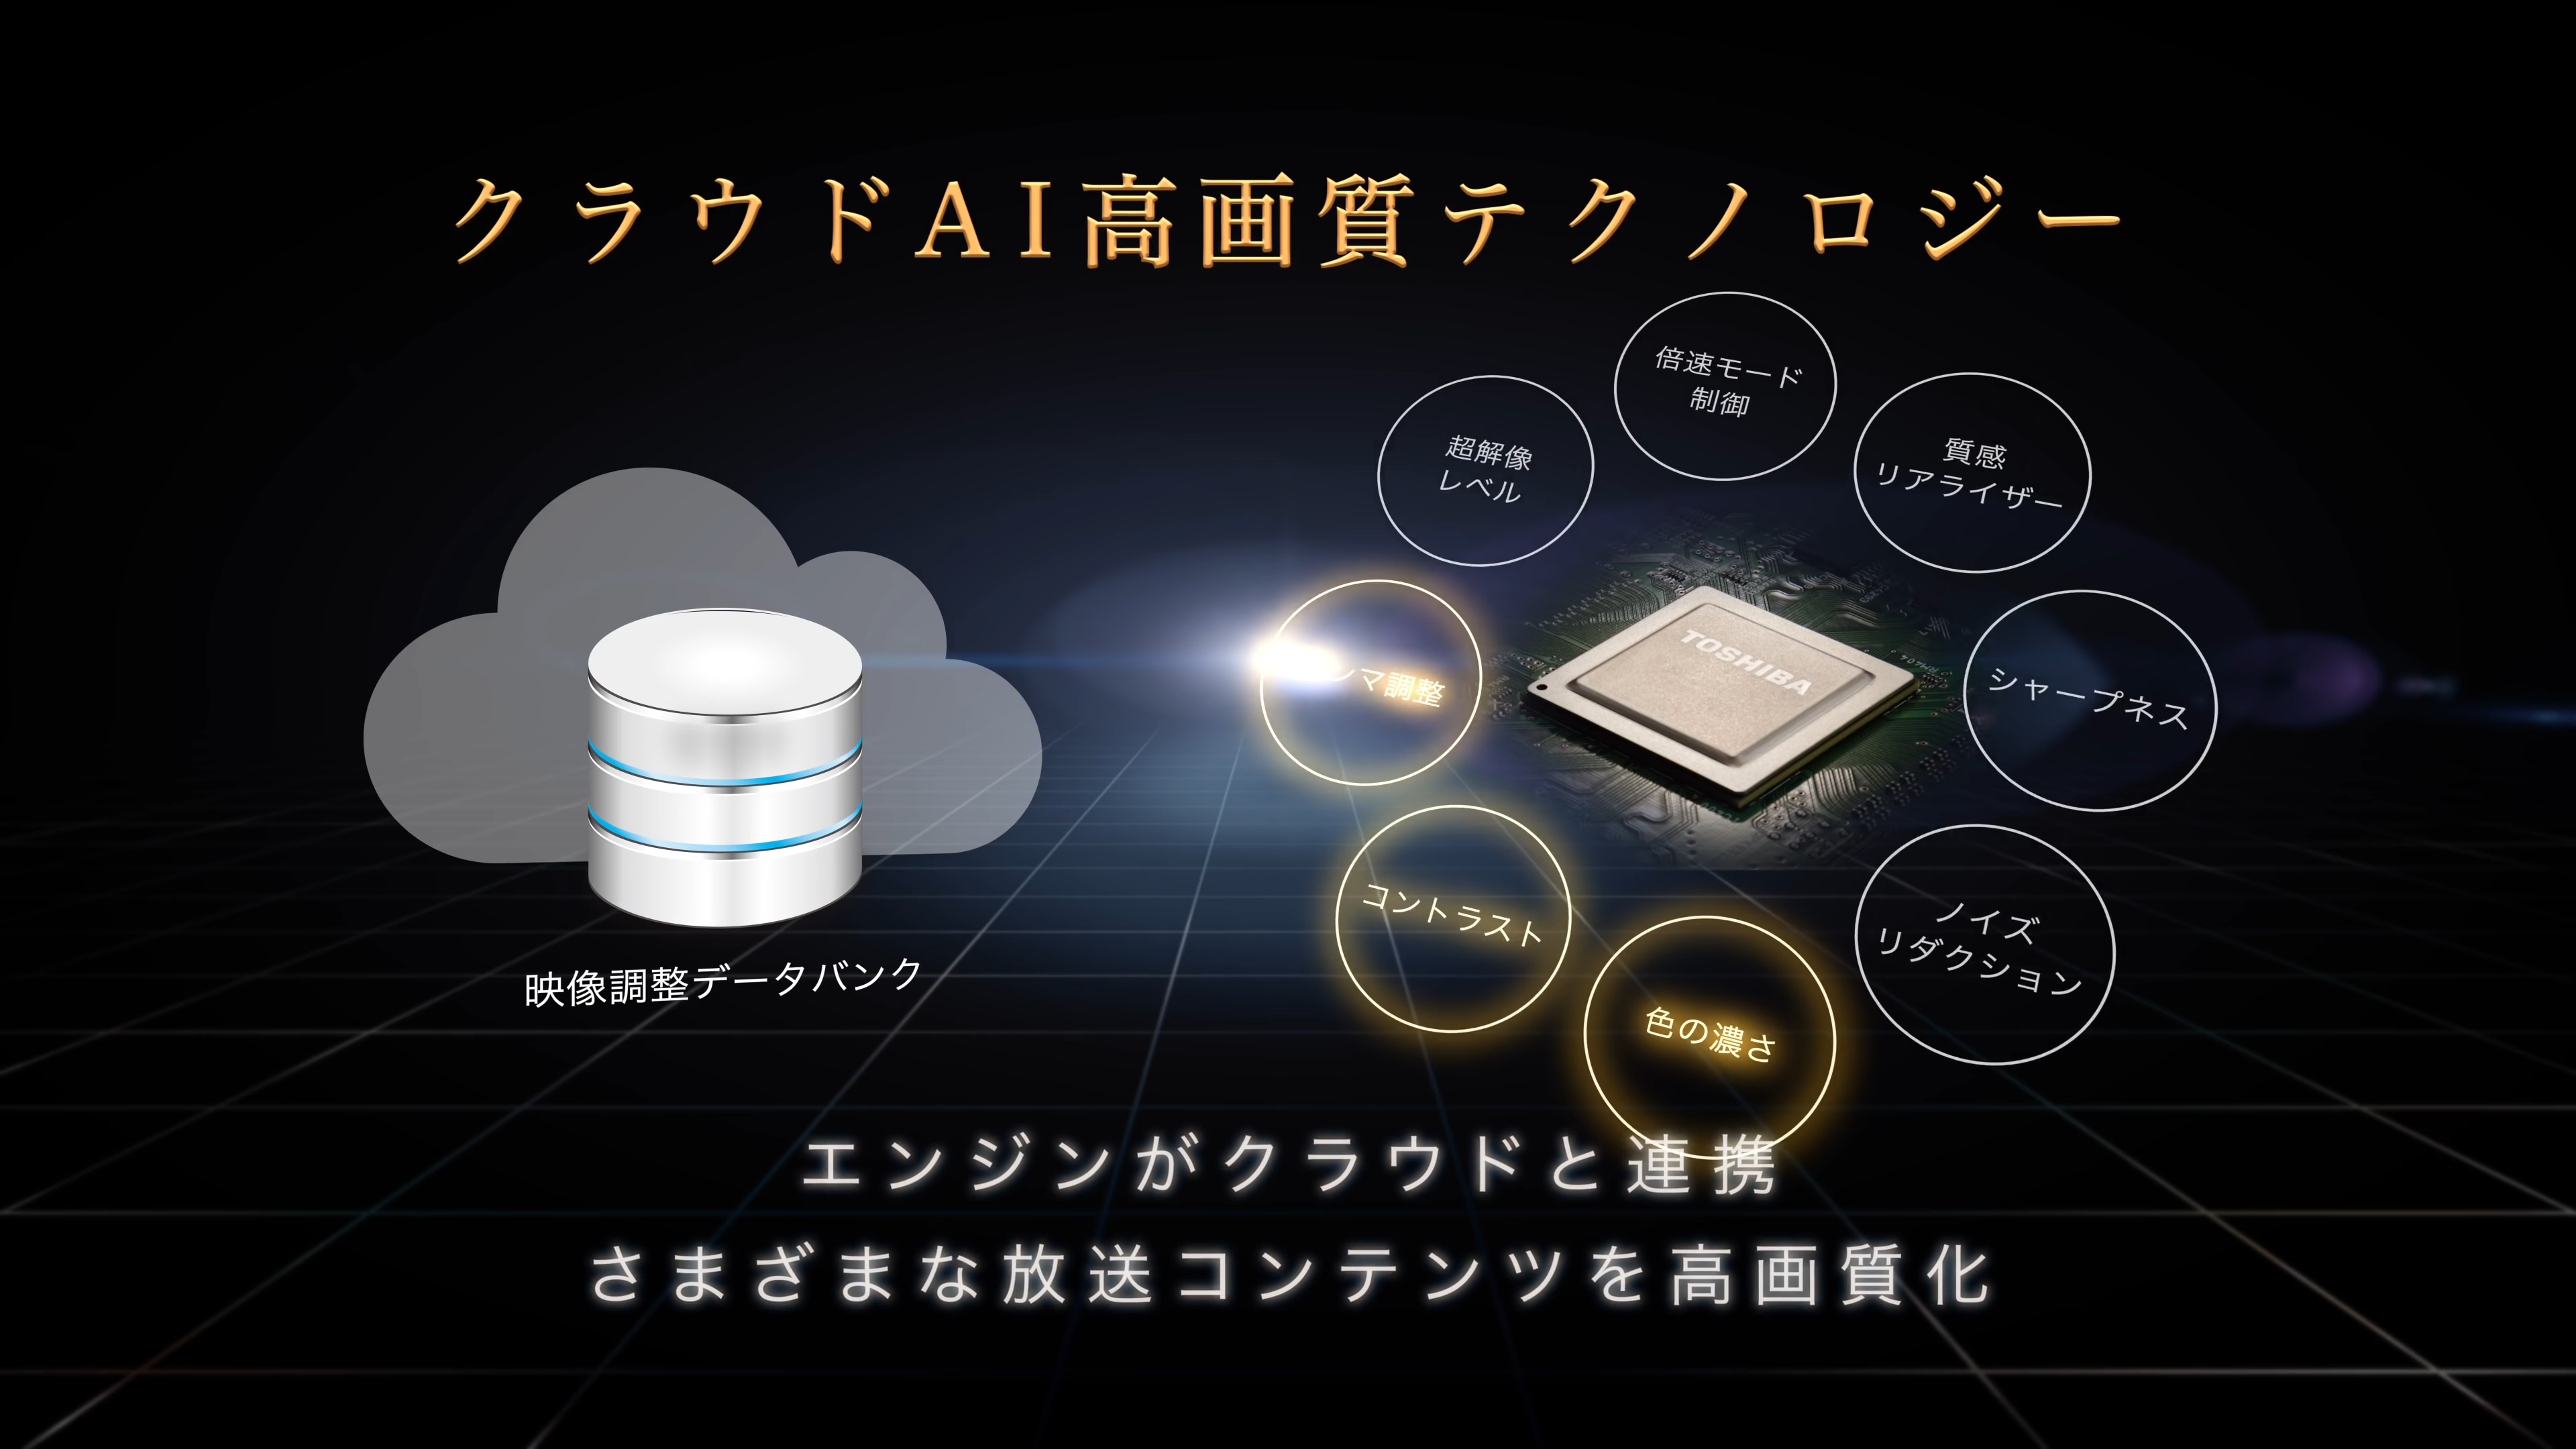 クラウドAI高画質テクノロジー
倍速モード
制御
超解像
レベル
質感
リアライザー
TOSHIBA
マ調整
シャープネス
コントラスト
ノイズ
リダクション
映像調整データバンク
色の濃さ
エンジンがクラウドと連携
さまざまな放送コンテンツを高画質化